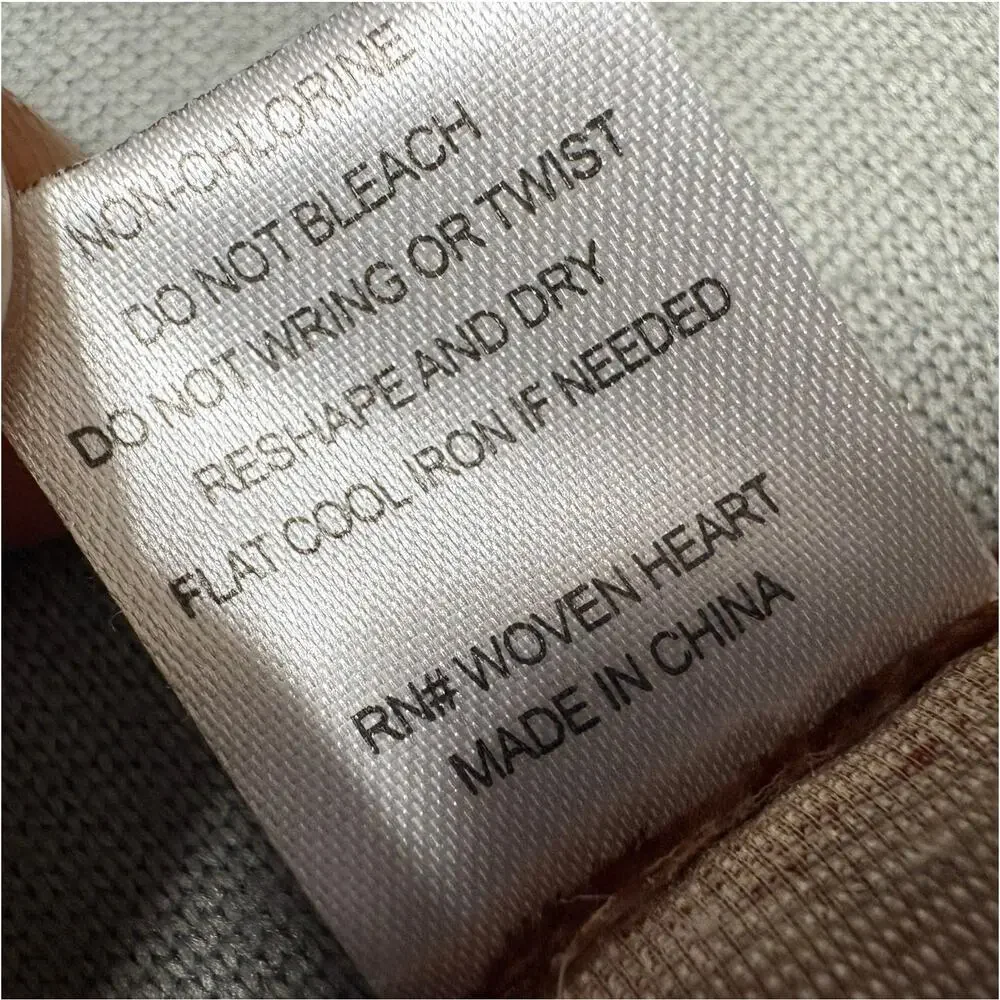 NON-CHLORINE
DO NOT BLEACH
DO NOT WRING OR TWIST
RESHAPE AND DRY
FLAT COOL IRON IF NEEDED
RN# WOVEN HEART
MADE IN CHINA